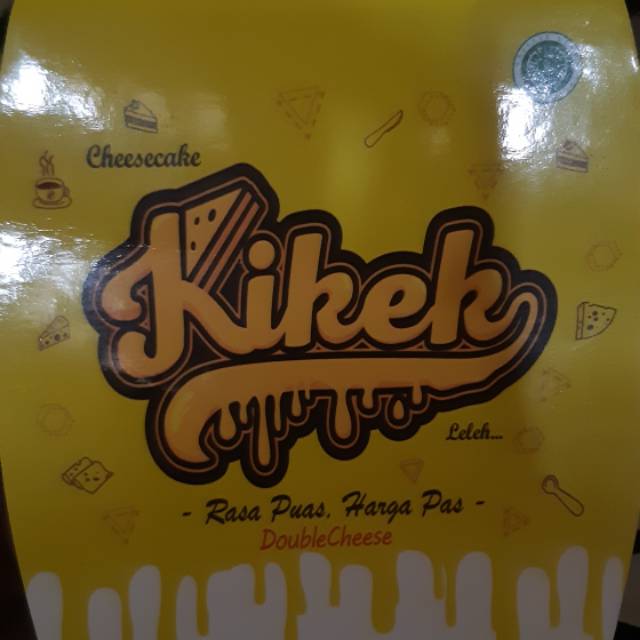 Cheesecake
Kikek
Leleh...
- Rasa Puas, Harga Pas -
DoubleCheese